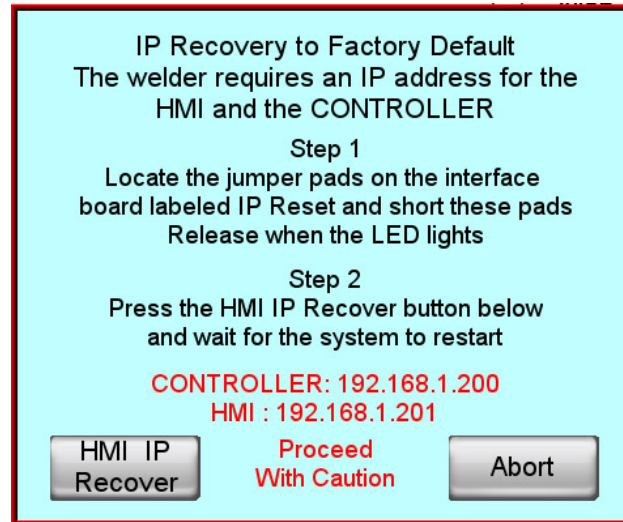 IP Recovery to Factory Default
The welder requires an IP address for the
HMI and the CONTROLLER
Step 1
Locate the jumper pads on the interface
board labeled IP Reset and short these pads
Release when the LED lights
Step 2
Press the HMI IP Recover button below
and wait for the system to restart
CONTROLLER: 192.168.1.200
HMI : 192.168.1.201
HMI IP
Recover
Proceed
With Caution
Abort